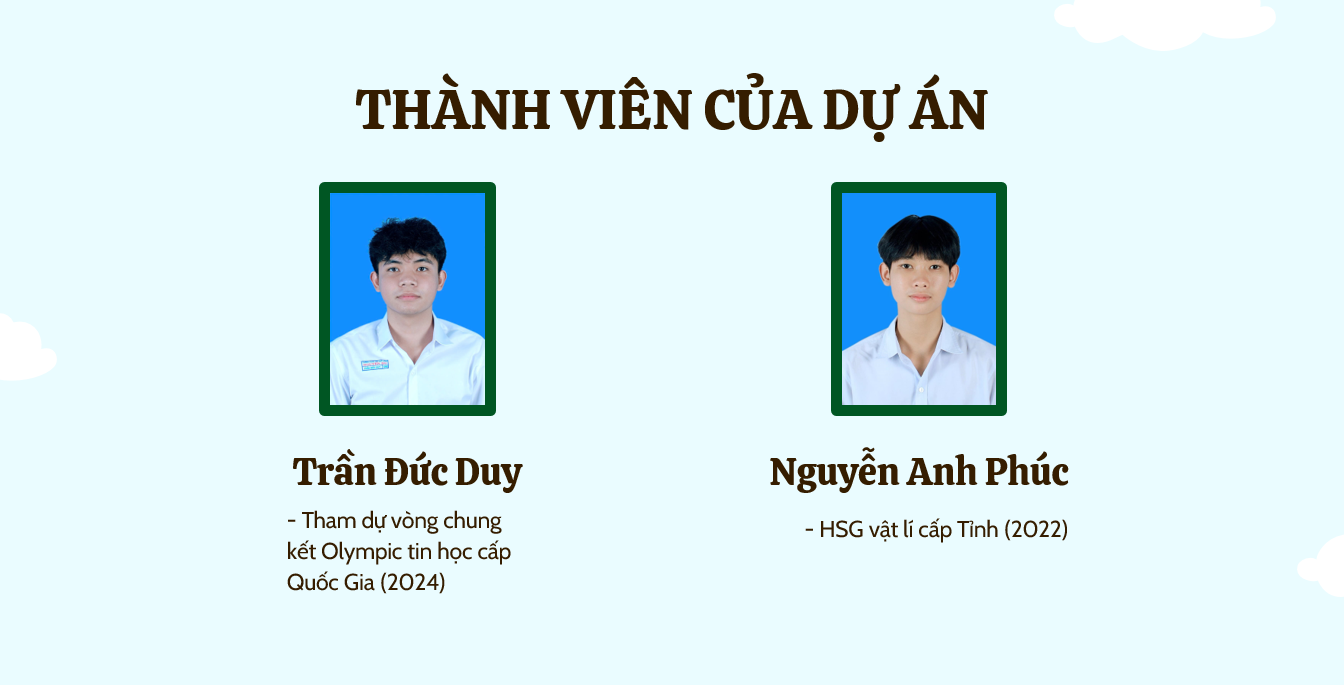 THÀNH VIÊN CỦA DỰ ÁN
Trần Đức Duy
- Tham dự vòng chung
kết Olympic tin học cấp
Quốc Gia (2024)
Nguyễn Anh Phúc
- HSG vật lí cấp Tỉnh (2022)